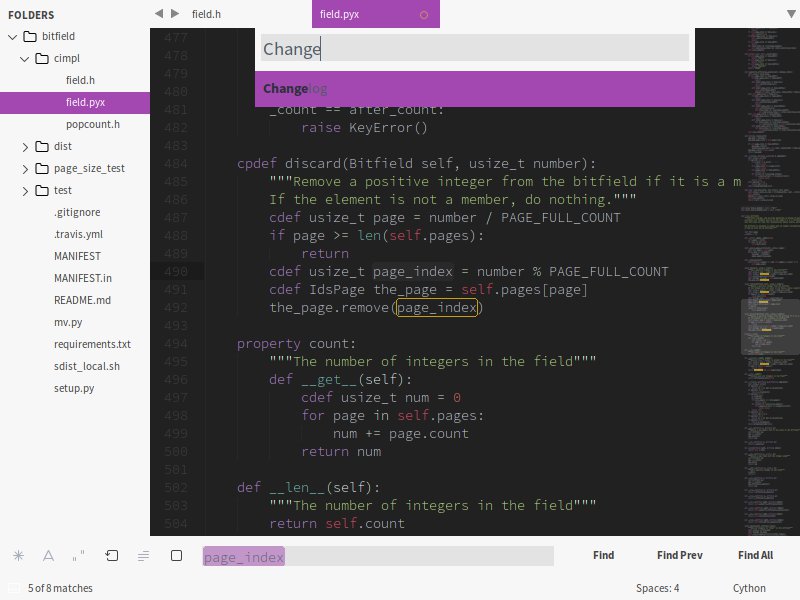 FOLDERS
bitfield
cimpl
field.h
field.pyx
popcount.h
dist
page_size_test
test
.gitignore
.travis.yml
MANIFEST
MANIFEST.in
README.md
mv.py
requirements.txt
sdist_local.sh
setup.py
field.h
field.pyx
Change
Changelog
477
478
479
480
481 _count == after_count:
482 raise KeyError()
483
484 cpdef discard(Bitfield self, usize_t number):
485 """Remove a positive integer from the bitfield if it is a m
486 If the element is not a member, do nothing."""
487 cdef usize_t page = number / PAGE_FULL_COUNT
488 if page >= len(self.pages):
489 return
490 cdef usize_t page_index = number % PAGE_FULL_COUNT
491 cdef IdsPage the_page = self.pages[page]
492 the_page.remove(page_index)
493
494 property count:
495 """The number of integers in the field"""
496 def __get__(self):
497 cdef usize_t num = 0
498 for page in self.pages:
499 num += page.count
500 return num
501
502 def __len__(self):
503 """The number of integers in the field"""
504 return self.count
page_index
Find
Find Prev
Find All
5 of 8 matches
Spaces: 4
Cython